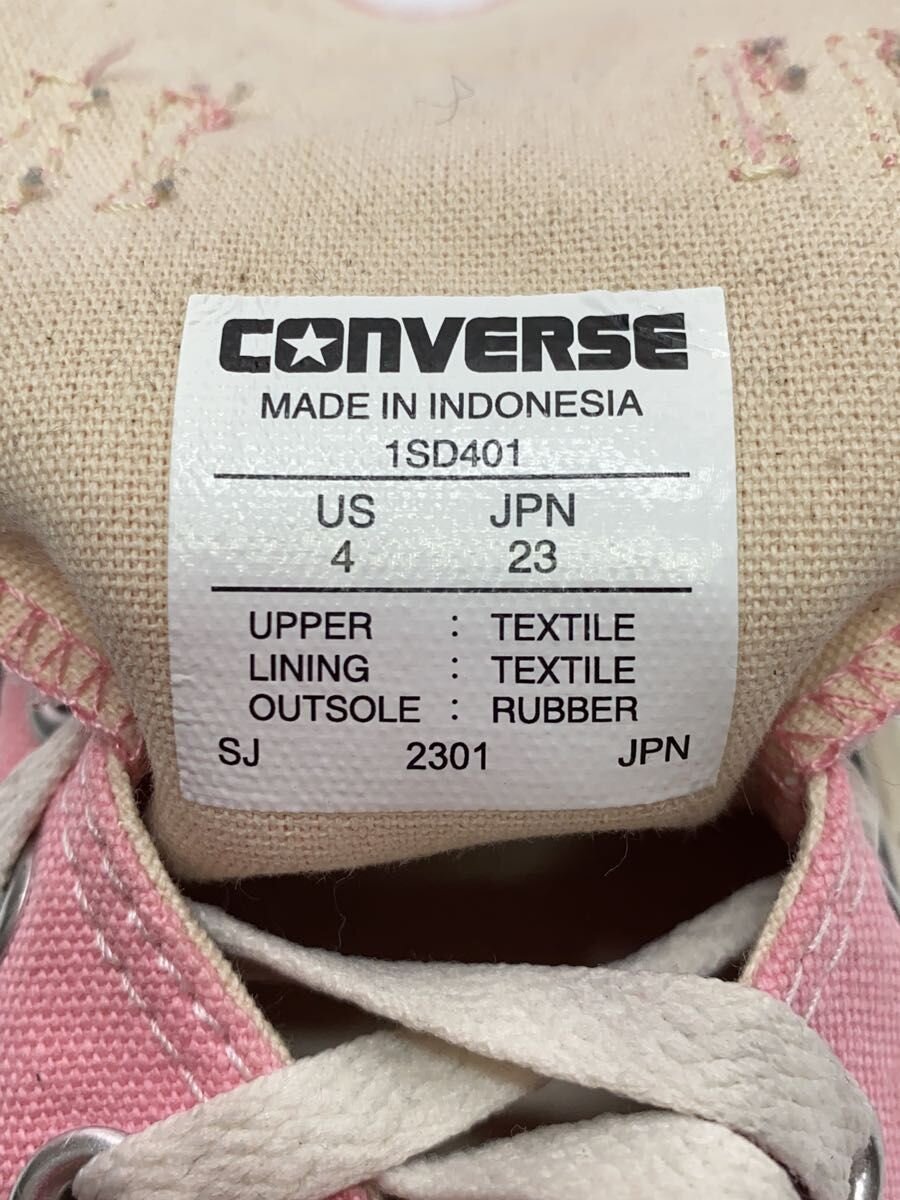 CONVERSE
MADE IN INDONESIA
1SD401
US JPN
4 23
UPPER : TEXTILE
LINING : TEXTILE
OUTSOLE : RUBBER
SJ 2301 JPN